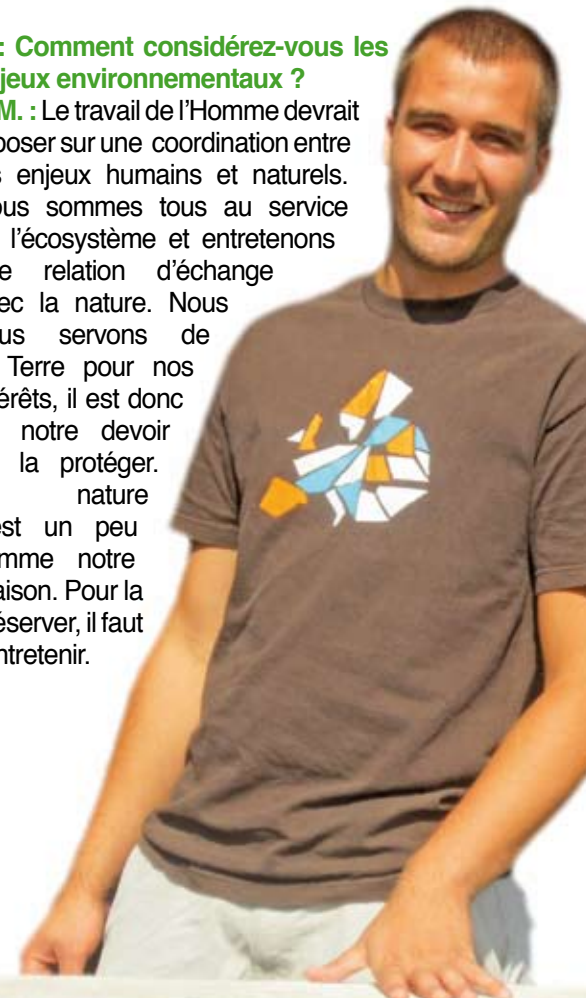 : Comment considérez-vous les
jeux environnementaux ?
M. : Le travail de l’Homme devrait
poser sur une coordination entre
s enjeux humains et naturels.
ous sommes tous au service
l’écosystème et entretenons
e relation d’échange
ec la nature. Nous
us servons de
Terre pour nos
érêts, il est donc
notre devoir
la protéger.
nature
est un peu
mme notre
aison. Pour la
éserver, il faut
ntretenir.